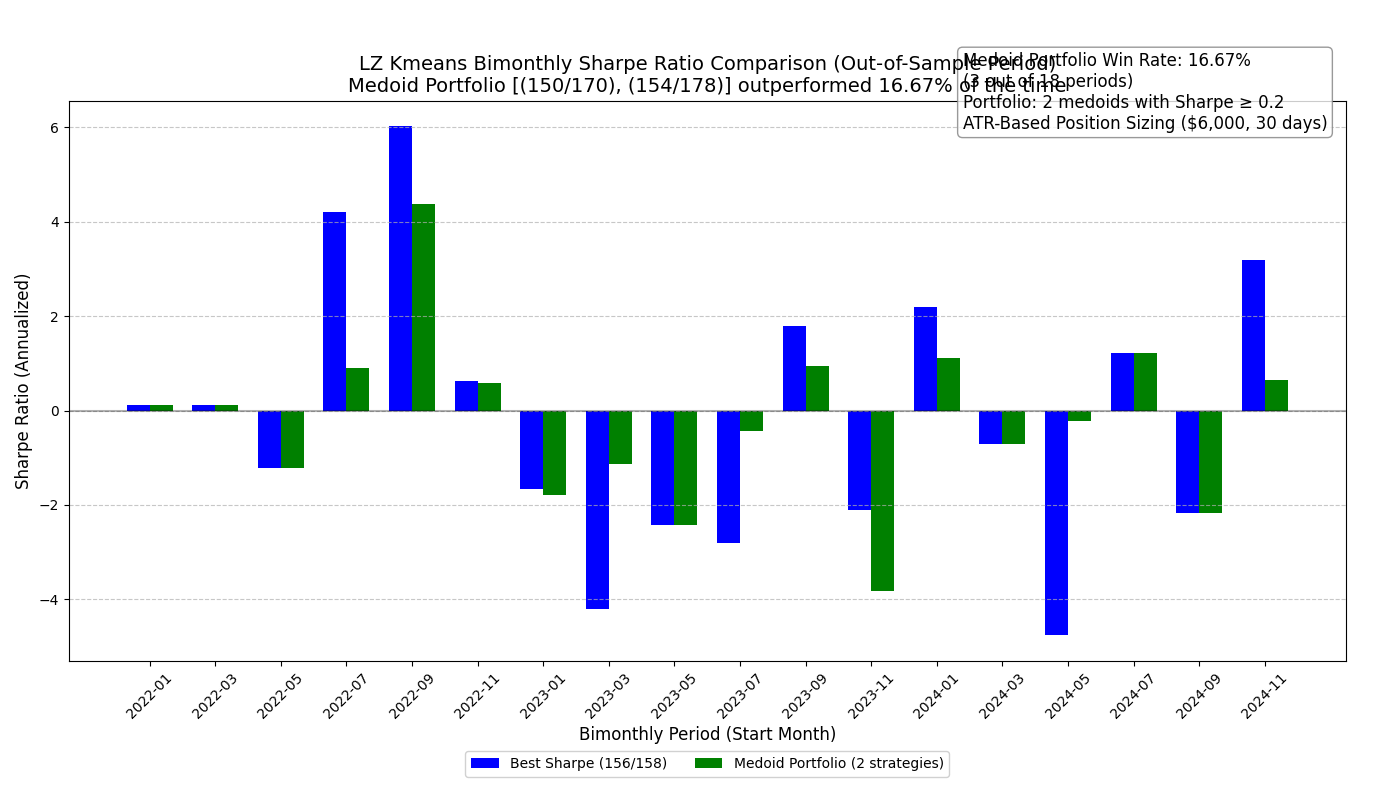 LZ Kmeans Bimonthly Sharpe Ratio Comparison (Out-of-Sample Period)
Medoid Portfolio [(150/170), (154/178)] outperformed 16.67% of the time
Medoid Portfolio Win Rate: 16.67%
(3 out of 18 periods)
Portfolio: 2 medoids with Sharpe ≥ 0.2
ATR-Based Position Sizing ($6,000, 30 days)
Sharpe Ratio (Annualized)
6
4
2
0
−2
−4
2022-01
2022-03
2022-05
2022-07
2022-09
2022-11
2023-01
2023-03
2023-05
2023-07
2023-09
2023-11
2024-01
2024-03
2024-05
2024-07
2024-09
2024-11
Bimonthly Period (Start Month)
Best Sharpe (156/158)
Medoid Portfolio (2 strategies)